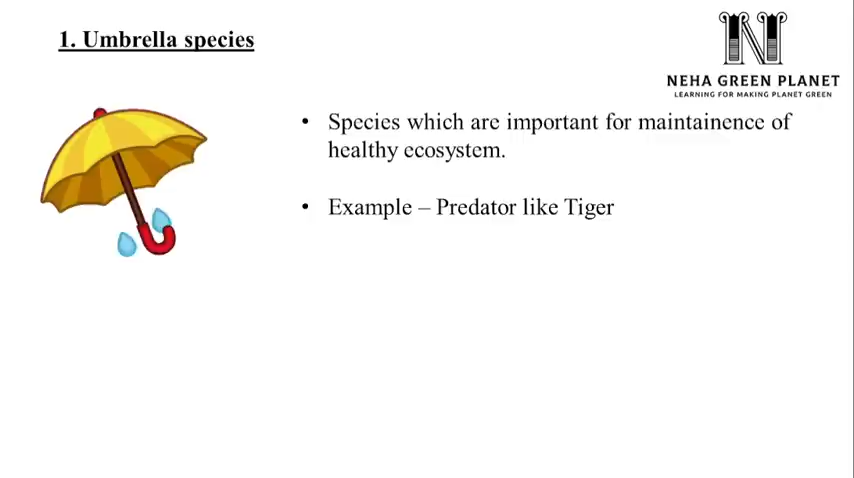 1. Umbrella species
N
NEHA GREEN PLANET
LEARNING FOR MAKING PLANET GREEN
• Species which are important for maintainence of
healthy ecosystem.
• Example – Predator like Tiger